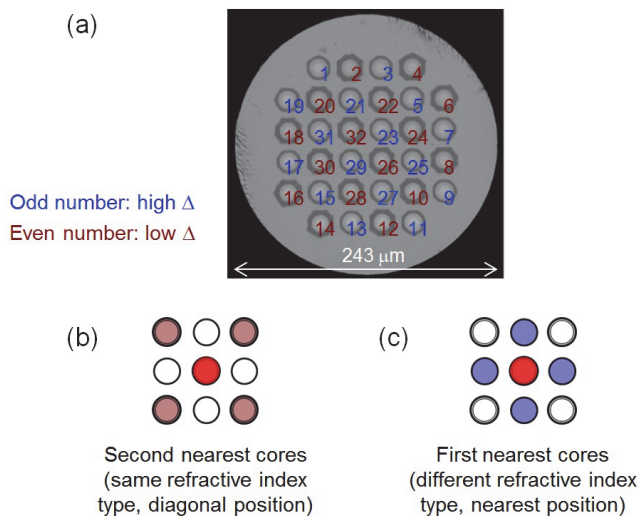 (a)
1 2 3 4
19 20 21 22 5 6
18 31 32 23 24 7
17 30 29 26 25 8
16 15 28 27 10 9
14 13 12 11
Odd number: high Δ
Even number: low Δ
243 μm
(b)
Second nearest cores
(same refractive index
type, diagonal position)
(c)
First nearest cores
(different refractive index
type, nearest position)